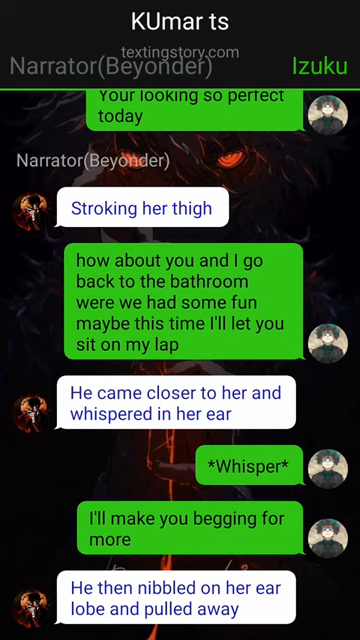 KUmar ts
textingstory.com
Narrator(Beyonder)
Izuku
Your looking so perfect
today
Narrator(Beyonder)
Stroking her thigh
how about you and I go
back to the bathroom
were we had some fun
maybe this time I'll let you
sit on my lap
He came closer to her and
whispered in her ear
*Whisper*
I'll make you begging for
more
He then nibbled on her ear
lobe and pulled away